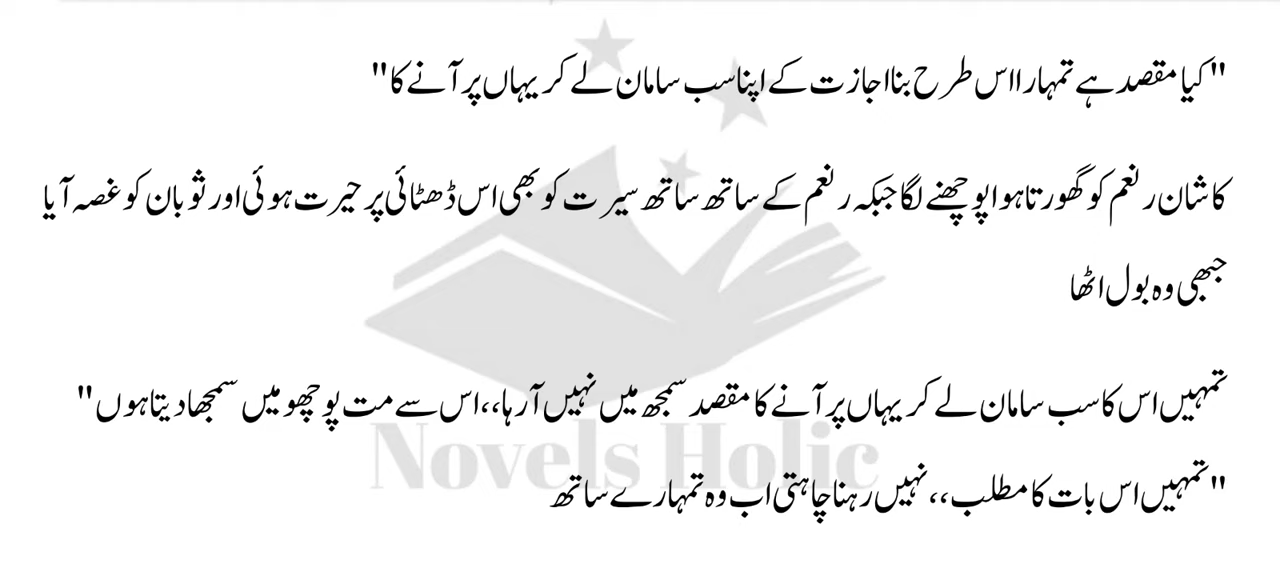 "کیا مقصد ہے تمہارا اس طرح بنا اجازت کے اپنا سب سامان لے کر یہاں پر آنے کا"
کاشان رنعم کو گھورتا ہوا پوچھنے لگا جبکہ رنعم کے ساتھ ساتھ سیرت کو بھی اس ڈھٹائی پر حیرت ہوئی اور ثوبان کو غصہ آیا
جبھی وہ بول اٹھا
تمہیں اس کا سب سامان لے کر یہاں پر آنے کا مقصد سمجھ میں نہیں آرہا،، اس سے مت پوچھو میں سمجھا دیتا ہوں"
"تمہیں اس بات کا مطلب،، نہیں رہنا چاہتی اب وہ تمہارے ساتھ
Novels Holic